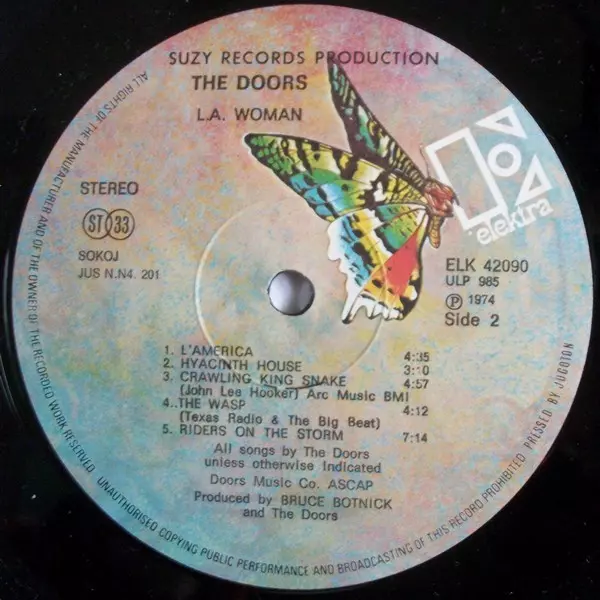 SUZY RECORDS PRODUCTION
THE DOORS
L.A. WOMAN
elektra
STEREO
ST 33
SOKOJ
JUS N.N4. 201
ELK 42090
ULP 985
Ⓟ 1974
Side 2
1. L'AMERICA 4:35
2. HYACINTH HOUSE 3:10
3. CRAWLING KING SNAKE 4:57
(John Lee Hooker) Arc Music BMI
4..THE WASP 4:12
(Texas Radio & The Big Beat)
5. RIDERS ON THE STORM 7:14
All songs by The Doors
unless otherwise Indicated
Doors Music Co. ASCAP
Produced by BRUCE BOTNICK
and The Doors
ALL RIGHTS OF THE MANUFACTURER AND OF THE OWNER OF THE RECORDED WORK RESERVED UNAUTHORISED COPYING PUBLIC PERFORMANCE AND BROADCASTING OF THIS RECORD PROHIBITED PRESSED BY JUGOTON